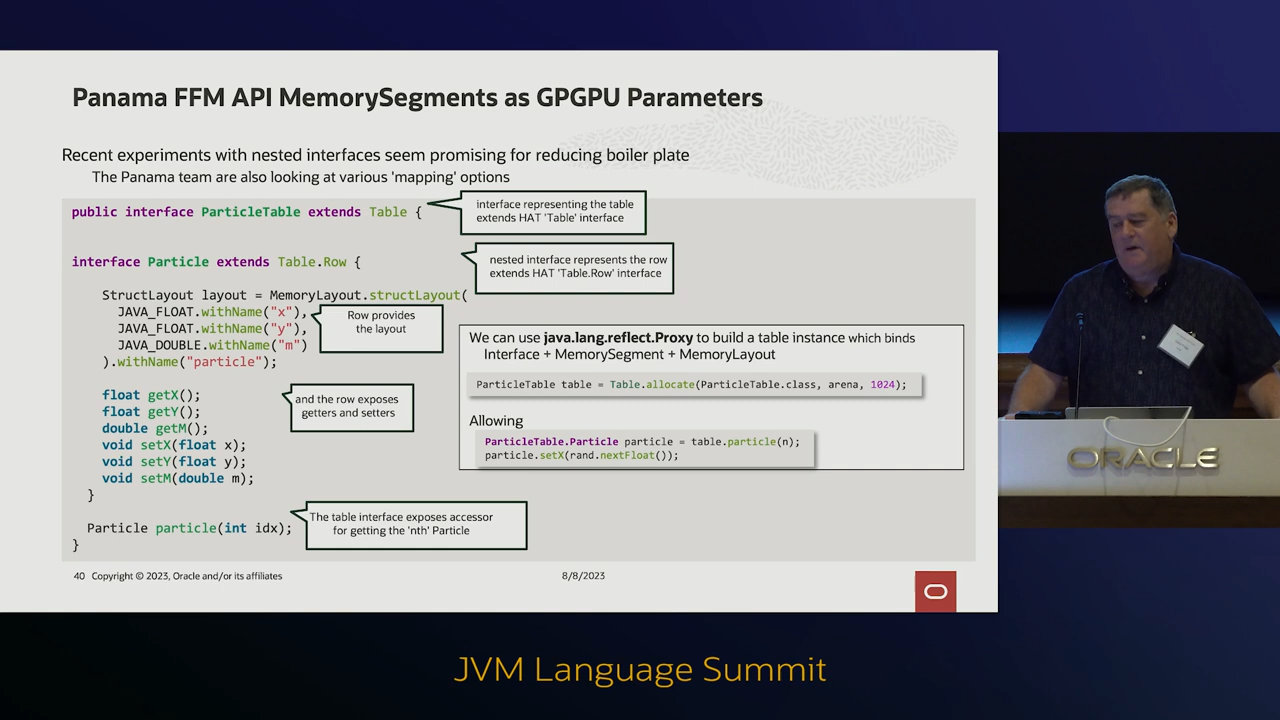 Panama FFM API MemorySegments as GPGPU Parameters
Recent experiments with nested interfaces seem promising for reducing boiler plate
The Panama team are also looking at various 'mapping' options
public interface ParticleTable extends Table {
interface representing the table
extends HAT 'Table' interface
interface Particle extends Table.Row {
nested interface represents the row
extends HAT 'Table.Row' interface
StructLayout layout = MemoryLayout.structLayout(
JAVA_FLOAT.withName("x"),
JAVA_FLOAT.withName("y"),
JAVA_DOUBLE.withName("m")
).withName("particle");
Row provides
the layout
float getX();
float getY();
double getM();
void setX(float x);
void setY(float y);
void setM(double m);
}
and the row exposes
getters and setters
Particle particle(int idx);
}
The table interface exposes accessor
for getting the 'nth' Particle
We can use java.lang.reflect.Proxy to build a table instance which binds
Interface + MemorySegment + MemoryLayout
ParticleTable table = Table.allocate(ParticleTable.class, arena, 1024);
Allowing
ParticleTable.Particle particle = table.particle(n);
particle.setX(rand.nextFloat());
40 Copyright © 2023, Oracle and/or its affiliates
8/8/2023
ORACLE
JVM Language Summit